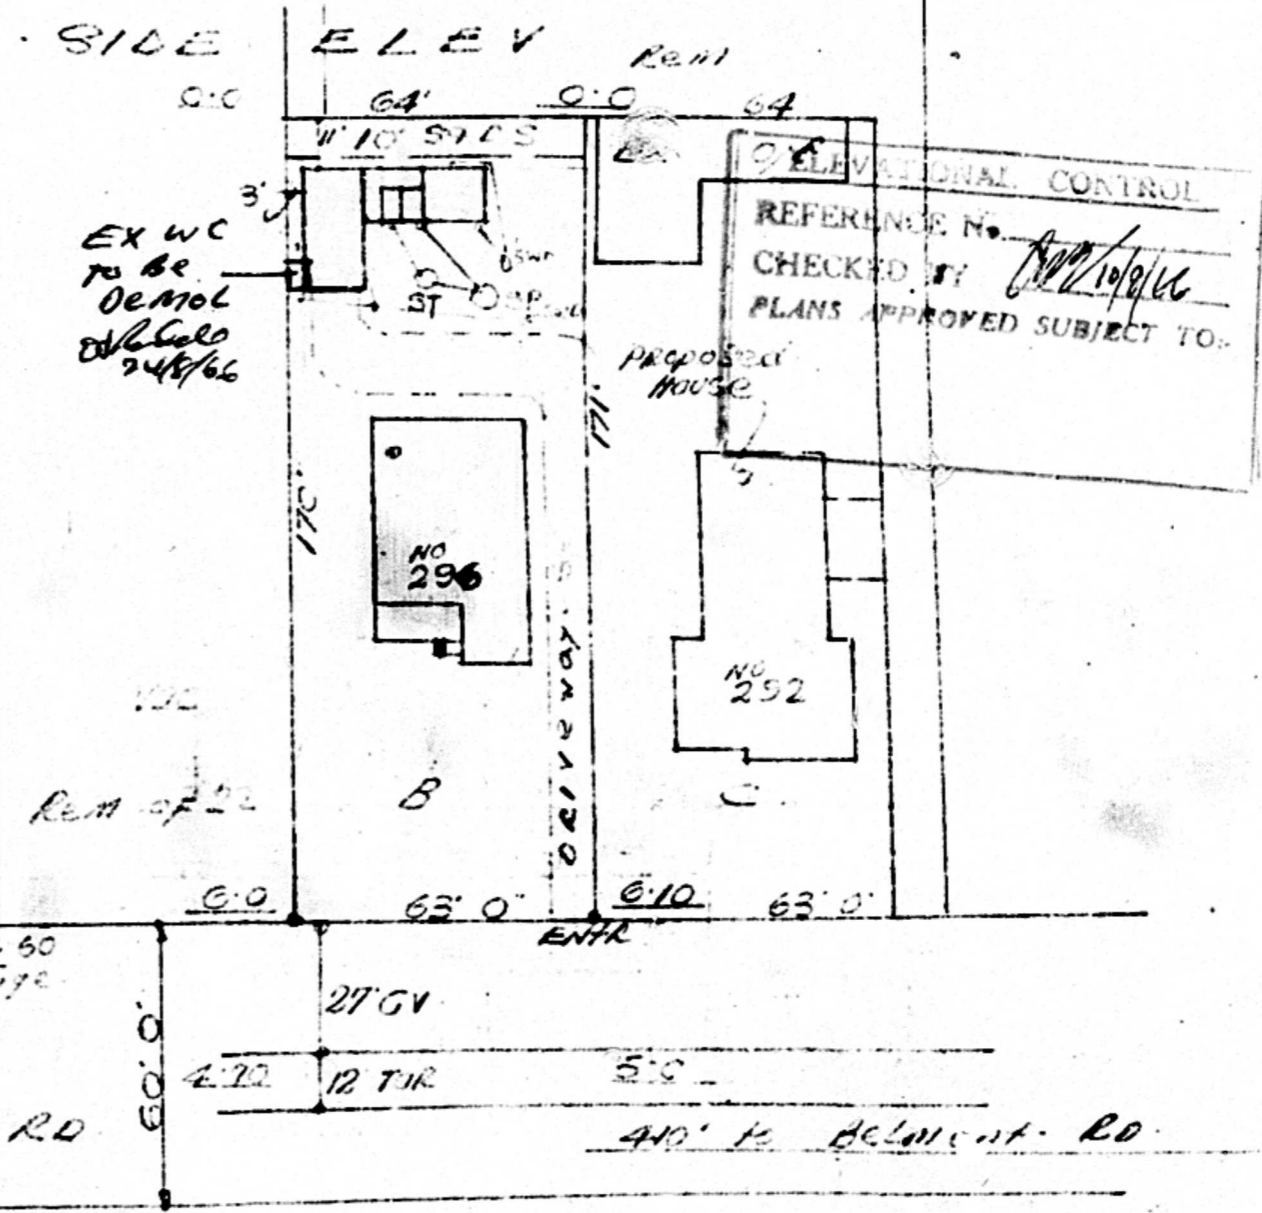 SIDE ELEV
Rem
0·0
64'
0·0
64
11' 10"
3'
EX WC
TO BE
DEMOL
24/8/66
ST
ELEVATIONAL CONTROL
REFERENCE No.
CHECKED BY
10/8/66
PLANS APPROVED SUBJECT TO:-
PROPOSED
HOUSE
171'
170'
NO
296
NO
292
DRIVEWAY
Rem of 22
B
C
6·0
63' 0"
6·10
63' 0"
ENTR
60
27' GV
60' 0"
4·70
12' TAR
5·0
RD
410' to Belmont RD